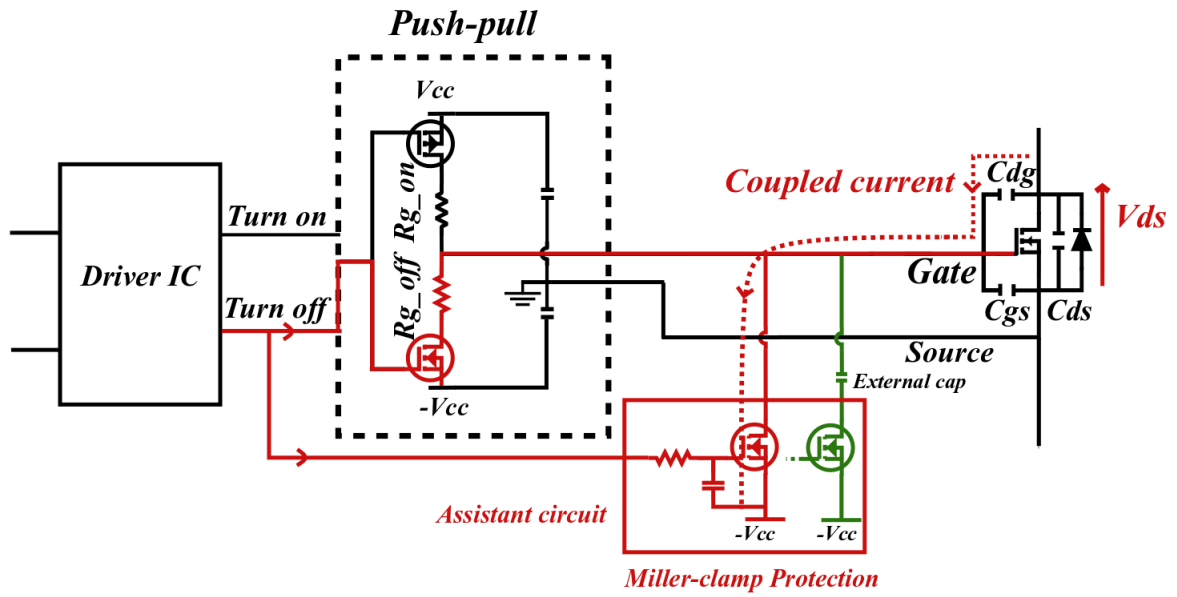 Push-pull
Vcc
Rg_on
Coupled current
Cdg
Vds
Turn on
Driver IC
Gate
Turn off
Rg_off
Cgs
Cds
Source
External cap
-Vcc
Assistant circuit
-Vcc
-Vcc
Miller-clamp Protection